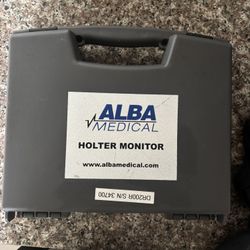 ALBA
MEDICAL
HOLTER MONITOR
www.albamedical.com
DR200R S/N 34700